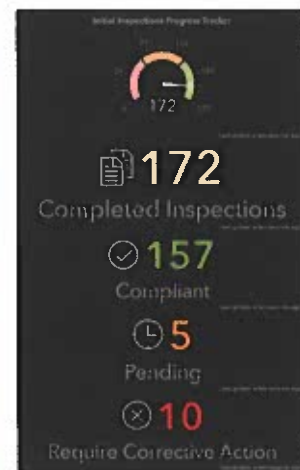 Initial Inspections Progress Tracker
172
172
Completed Inspections
157
Compliant
5
Pending
10
Require Corrective Action